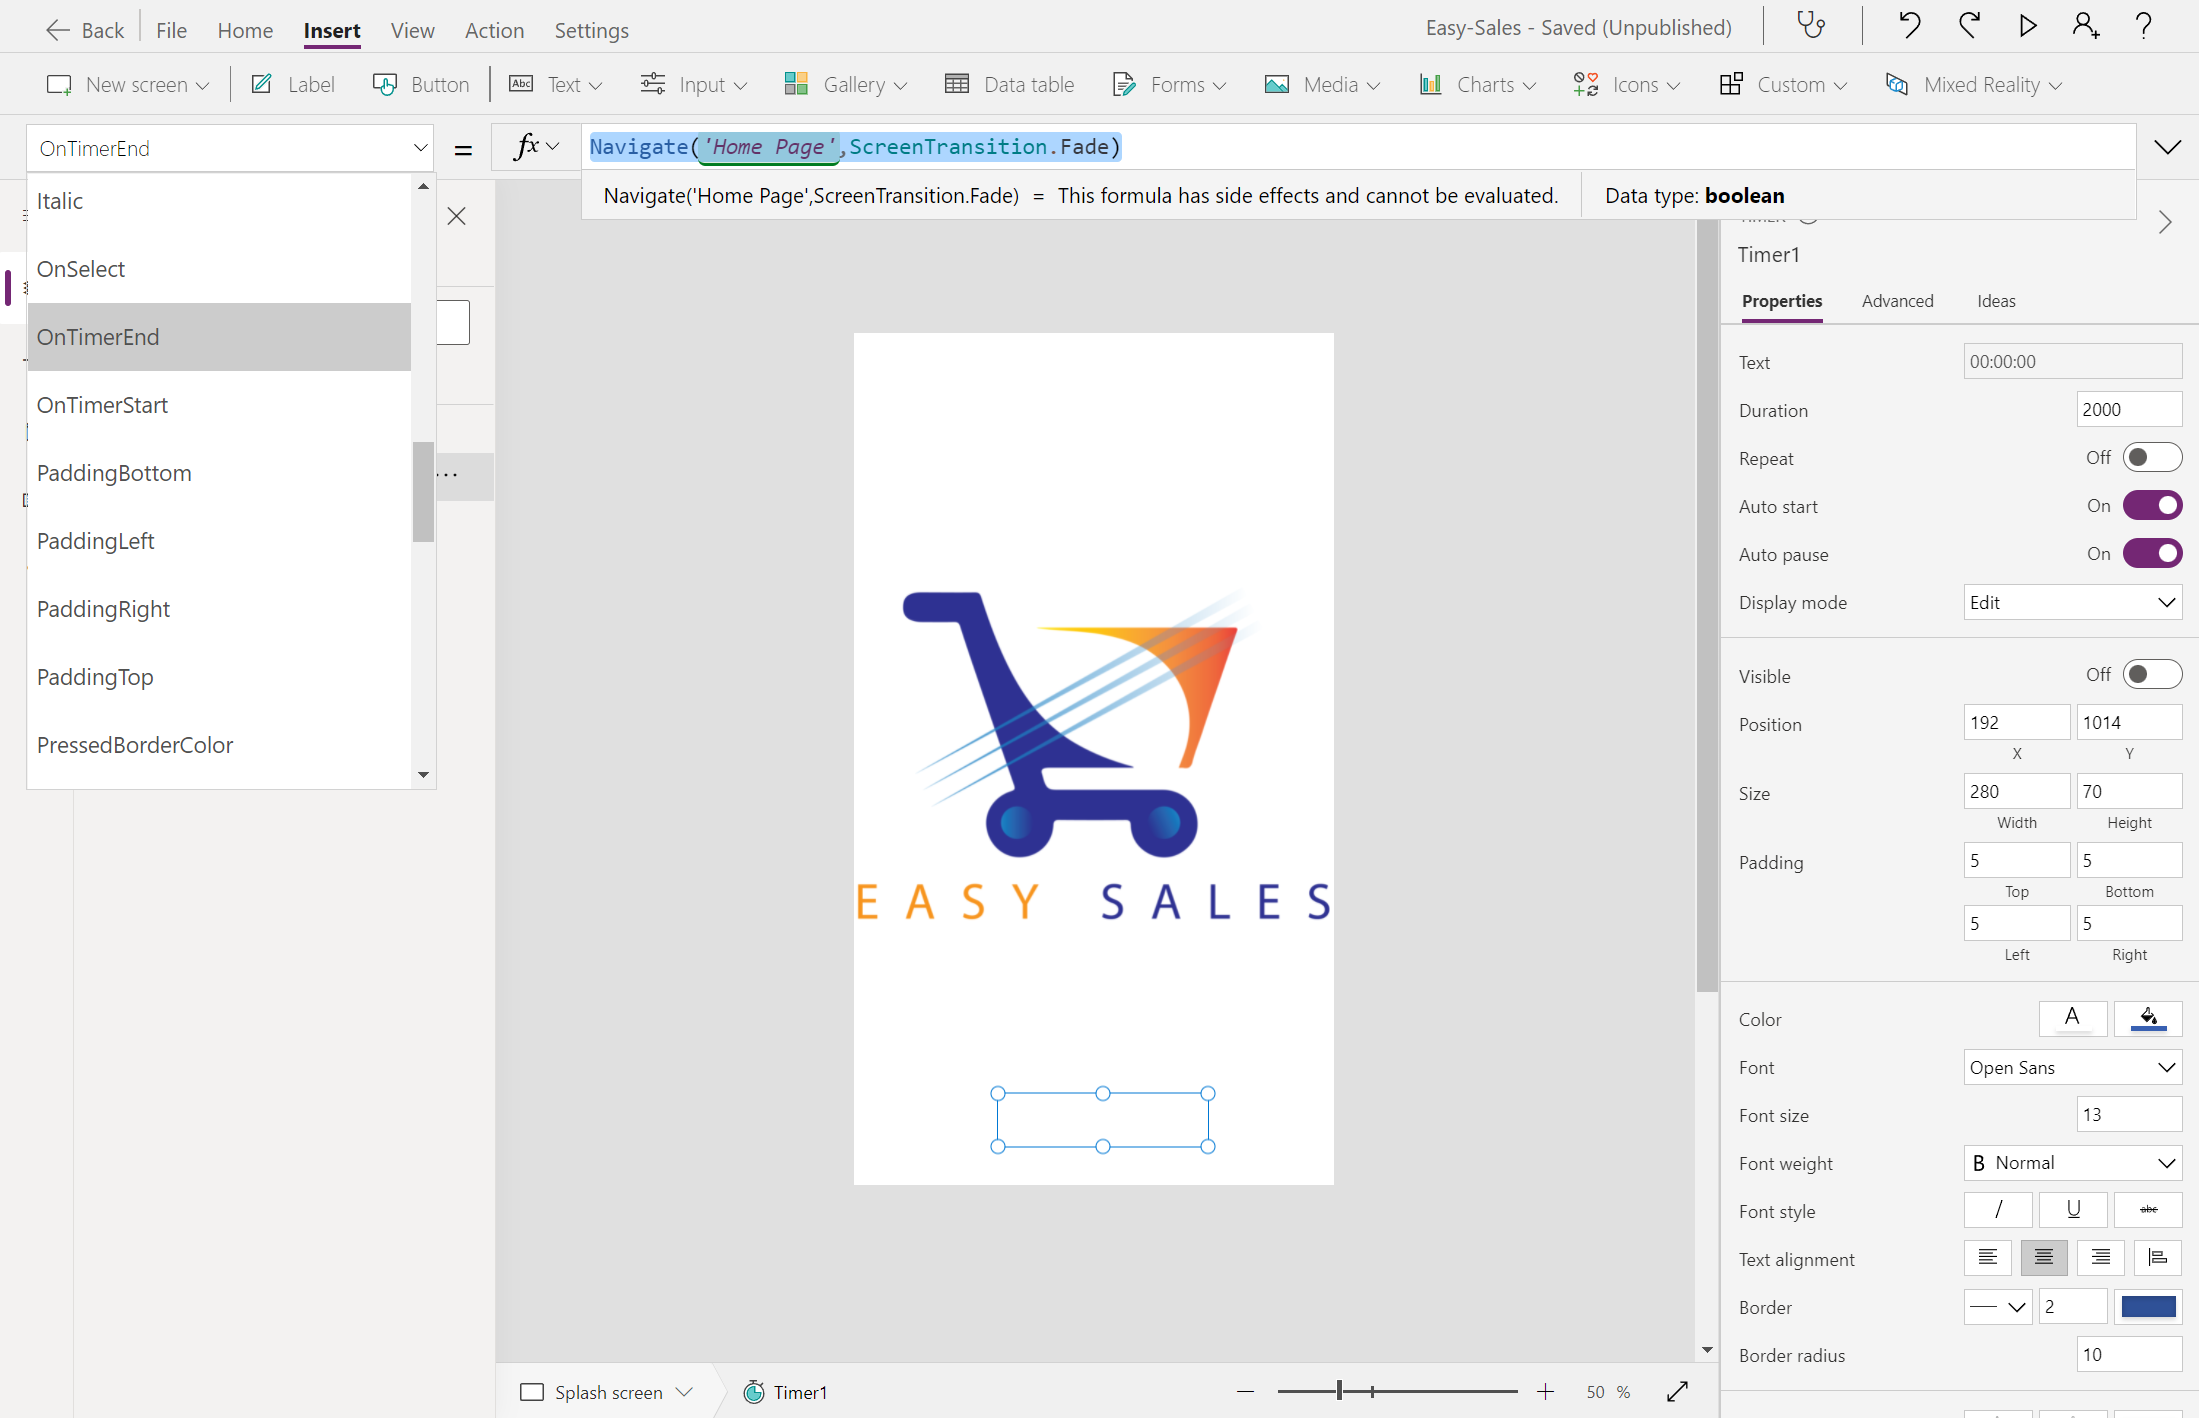 Back File Home Insert View Action Settings Easy-Sales - Saved (Unpublished)
New screen Label Button Abc Text Input Gallery Data table Forms Media Charts Icons Custom Mixed Reality
OnTimerEnd = fx Navigate('Home Page',ScreenTransition.Fade)
Navigate('Home Page',ScreenTransition.Fade) = This formula has side effects and cannot be evaluated. Data type: boolean
Italic
OnSelect
OnTimerEnd
OnTimerStart
PaddingBottom
PaddingLeft
PaddingRight
PaddingTop
PressedBorderColor
EASY SALES
Splash screen Timer1 50 %
Timer1
Properties Advanced Ideas
Text 00:00:00
Duration 2000
Repeat Off
Auto start On
Auto pause On
Display mode Edit
Visible Off
Position 192 1014
X Y
Size 280 70
Width Height
Padding 5 5
Top Bottom
5 5
Left Right
Color A
Font Open Sans
Font size 13
Font weight B Normal
Font style / U abc
Text alignment
Border 2
Border radius 10